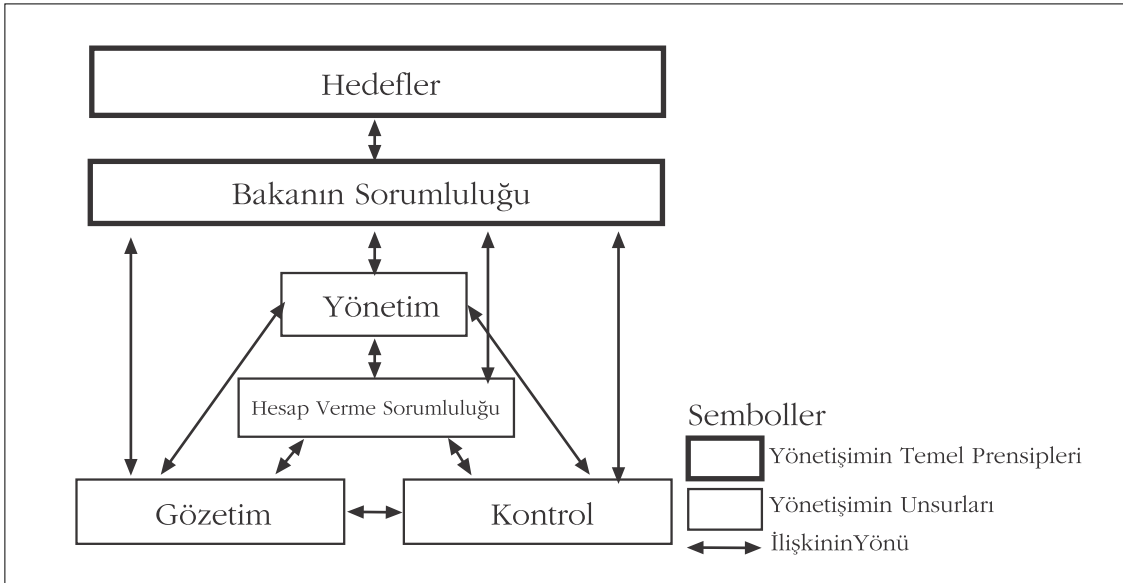 Hedefler
Bakanın Sorumluluğu
Yönetim
Hesap Verme Sorumluluğu
Gözetim
Kontrol
Semboller
Yönetişimin Temel Prensipleri
Yönetişimin Unsurları
İlişkininYönü